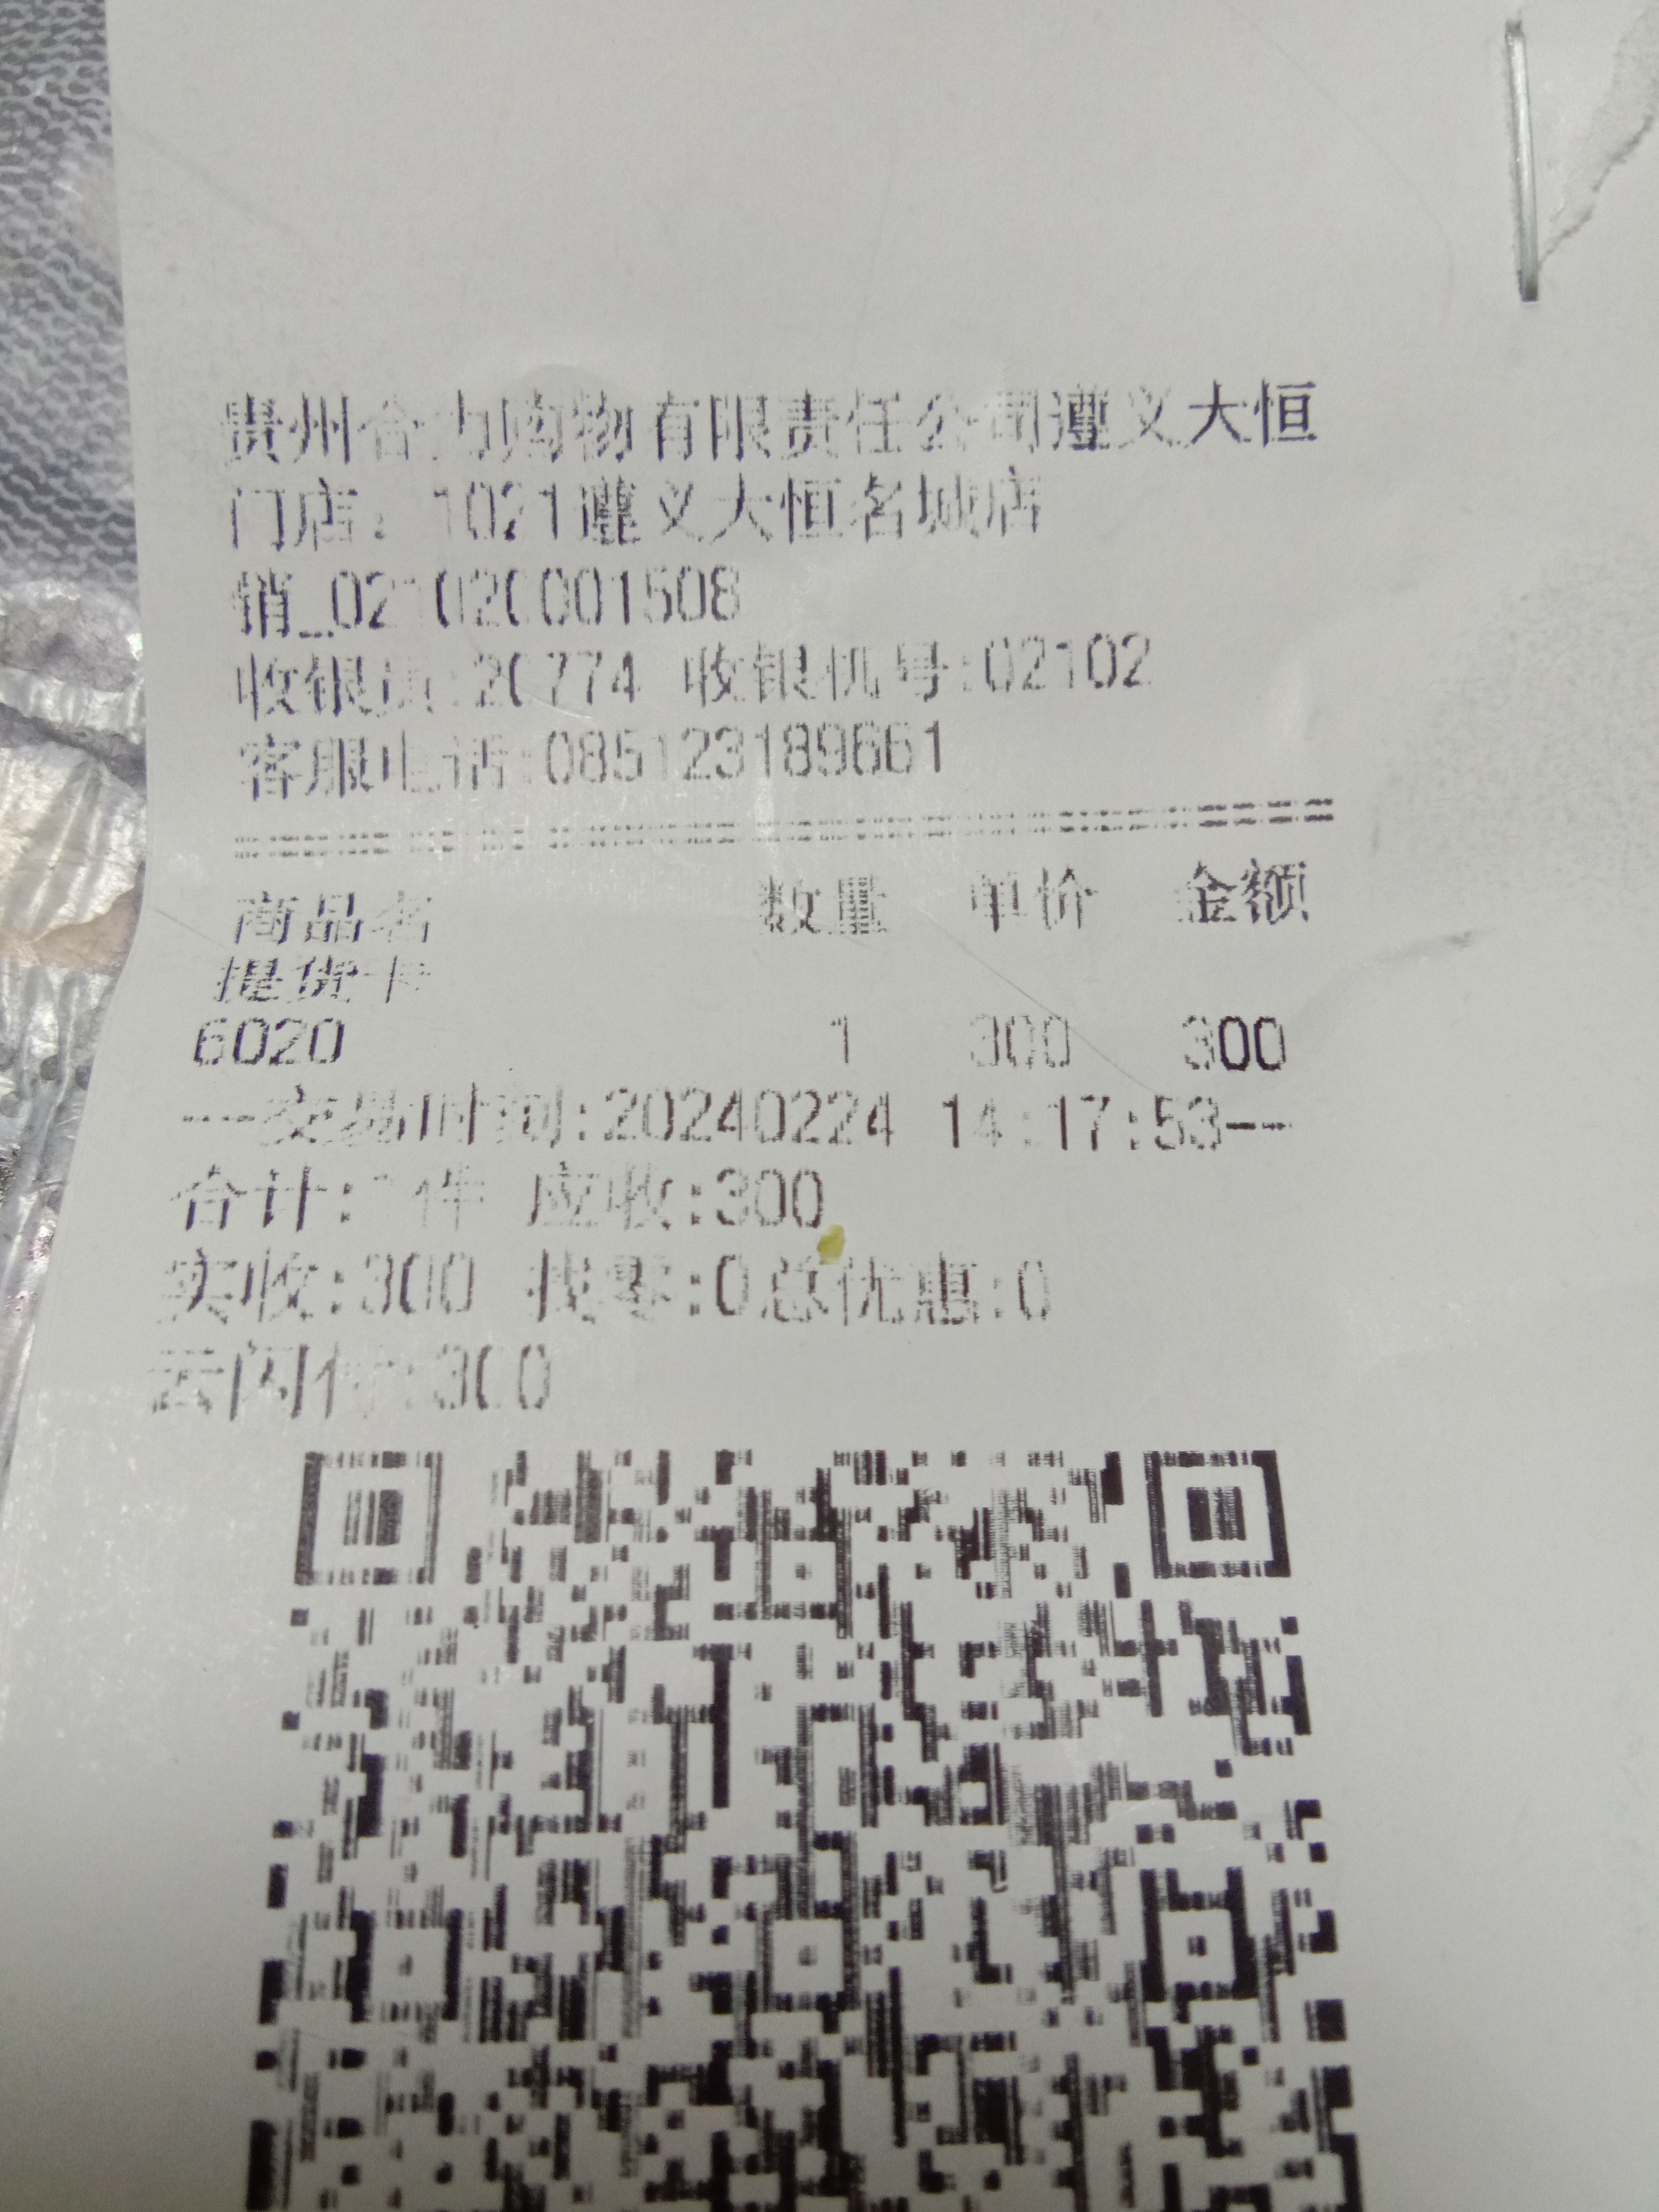 贵州合力购物有限责任公司遵义大恒
门店: 1021遵义大恒名城店
销_021020001508
收银员:20774 收银机号:02102
客服电话:085123189661
商品名 数量 单价 金额
提货卡
6020 1 300 300
---交易时间:20240224 14:17:53---
合计: 1件 应收:300
实收:300 找零:0总优惠:0
云闪付:300